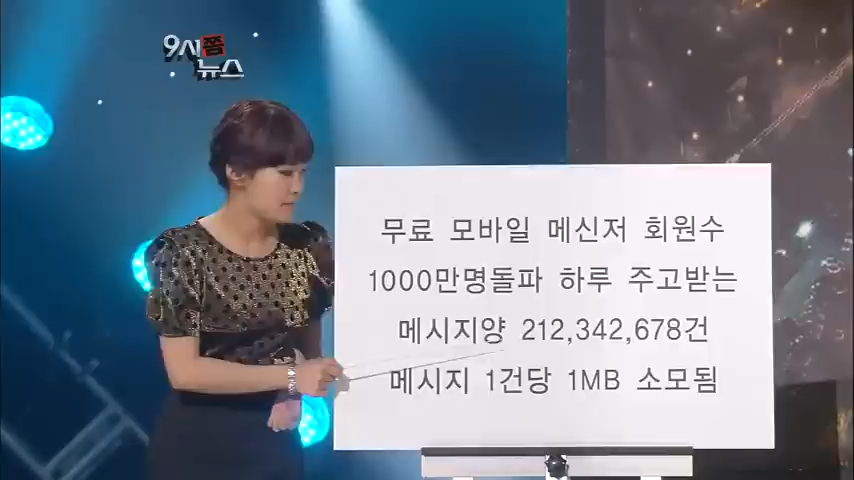 9시쯤
뉴스
무료 모바일 메신저 회원수
1000만명돌파 하루 주고받는
메시지양 212,342,678건
메시지 1건당 1MB 소모됨